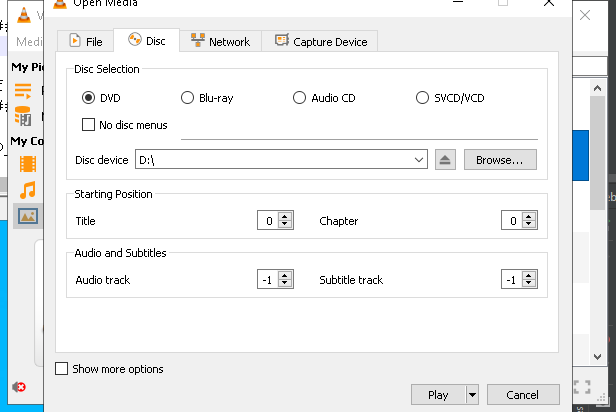 Open Media
Medi
My Pic
My Co
File
Disc
Network
Capture Device
Disc Selection
DVD
Blu-ray
Audio CD
SVCD/VCD
No disc menus
Disc device
D:\
Browse...
Starting Position
Title
0
Chapter
0
Audio and Subtitles
Audio track
-1
Subtitle track
-1
Show more options
Play
Cancel